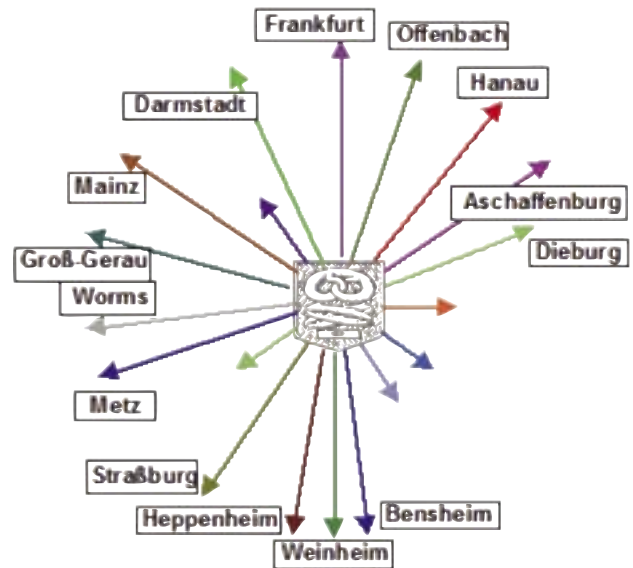 Frankfurt
Offenbach
Hanau
Darmstadt
Mainz
Aschaffenburg
Dieburg
Groß-Gerau
Worms
Metz
Straßburg
Heppenheim
Bensheim
Weinheim